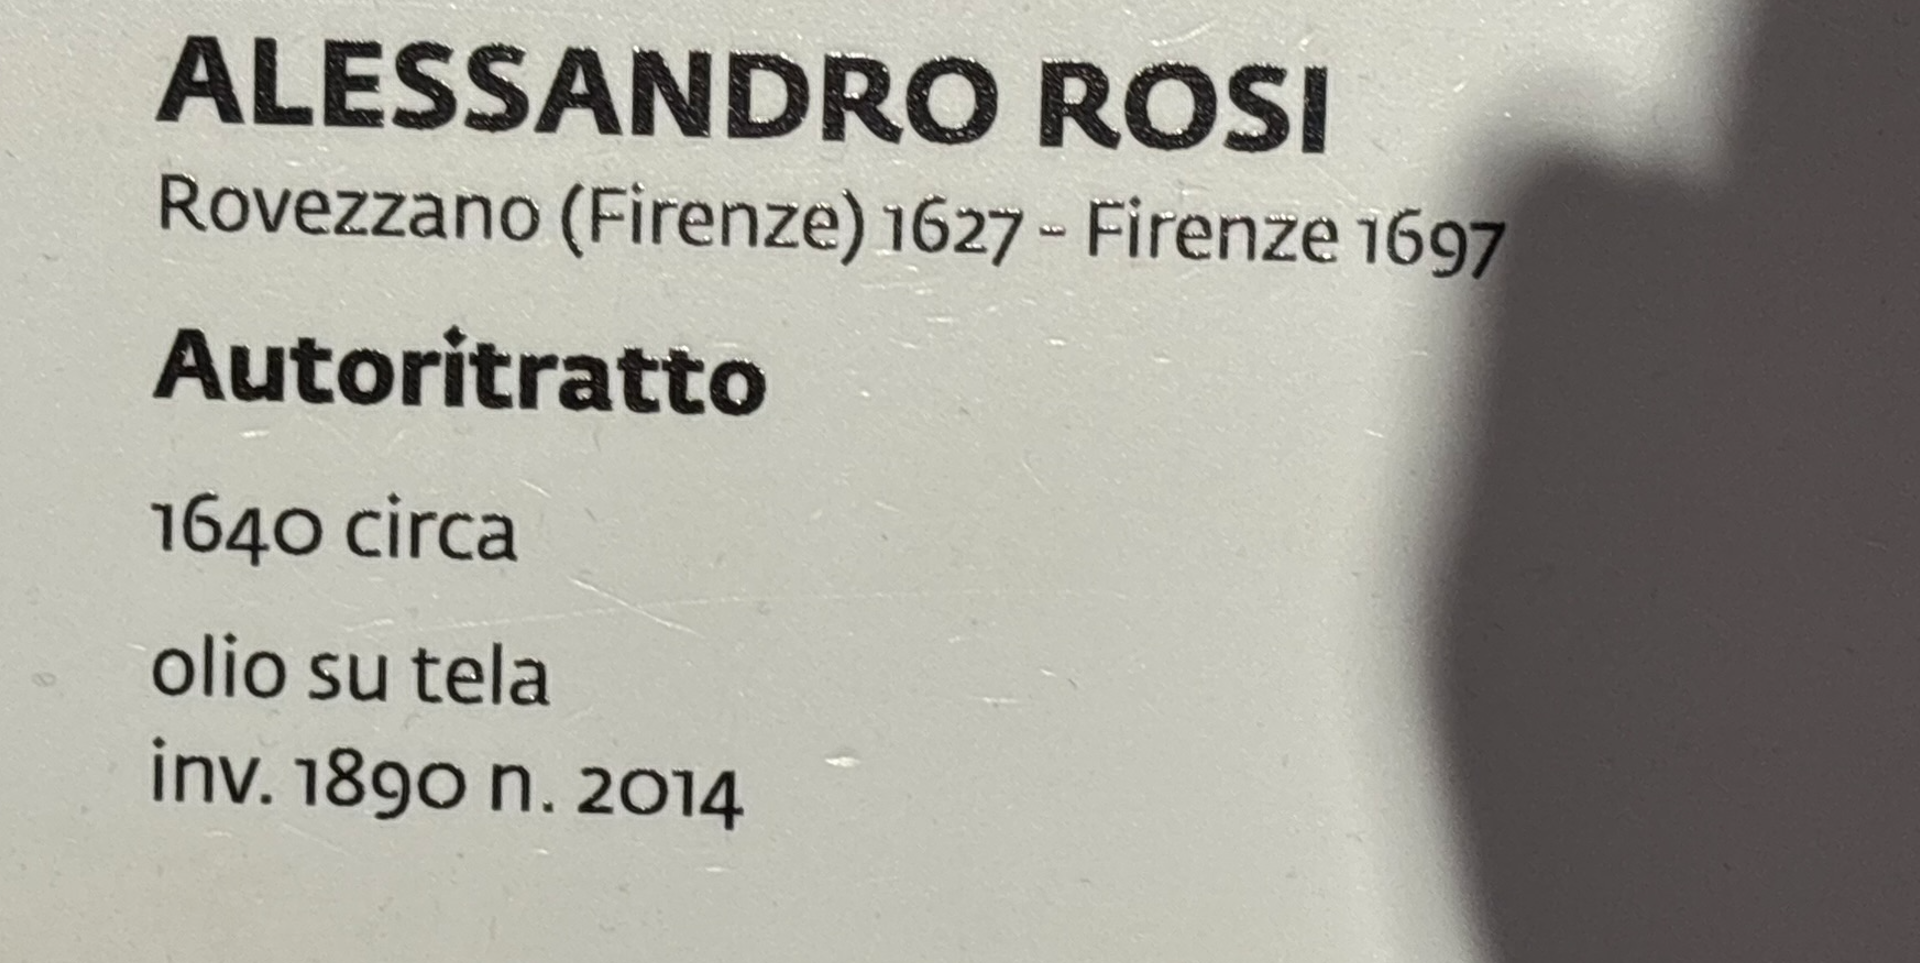 ALESSANDRO ROSI
Rovezzano (Firenze) 1627 - Firenze 1697
Autoritratto
1640 circa
olio su tela
inv. 1890 n. 2014